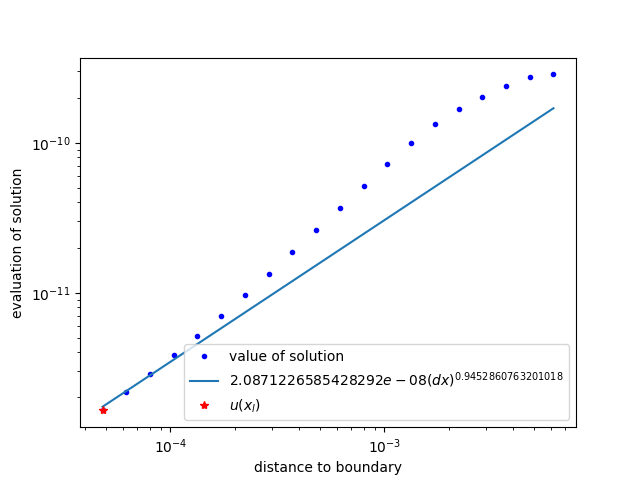 10⁻¹⁰
10⁻¹¹
evaluation of solution
value of solution
2.0871226585428292e − 08(dx)^0.9452860763201018
u(x_l)
10⁻⁴
10⁻³
distance to boundary